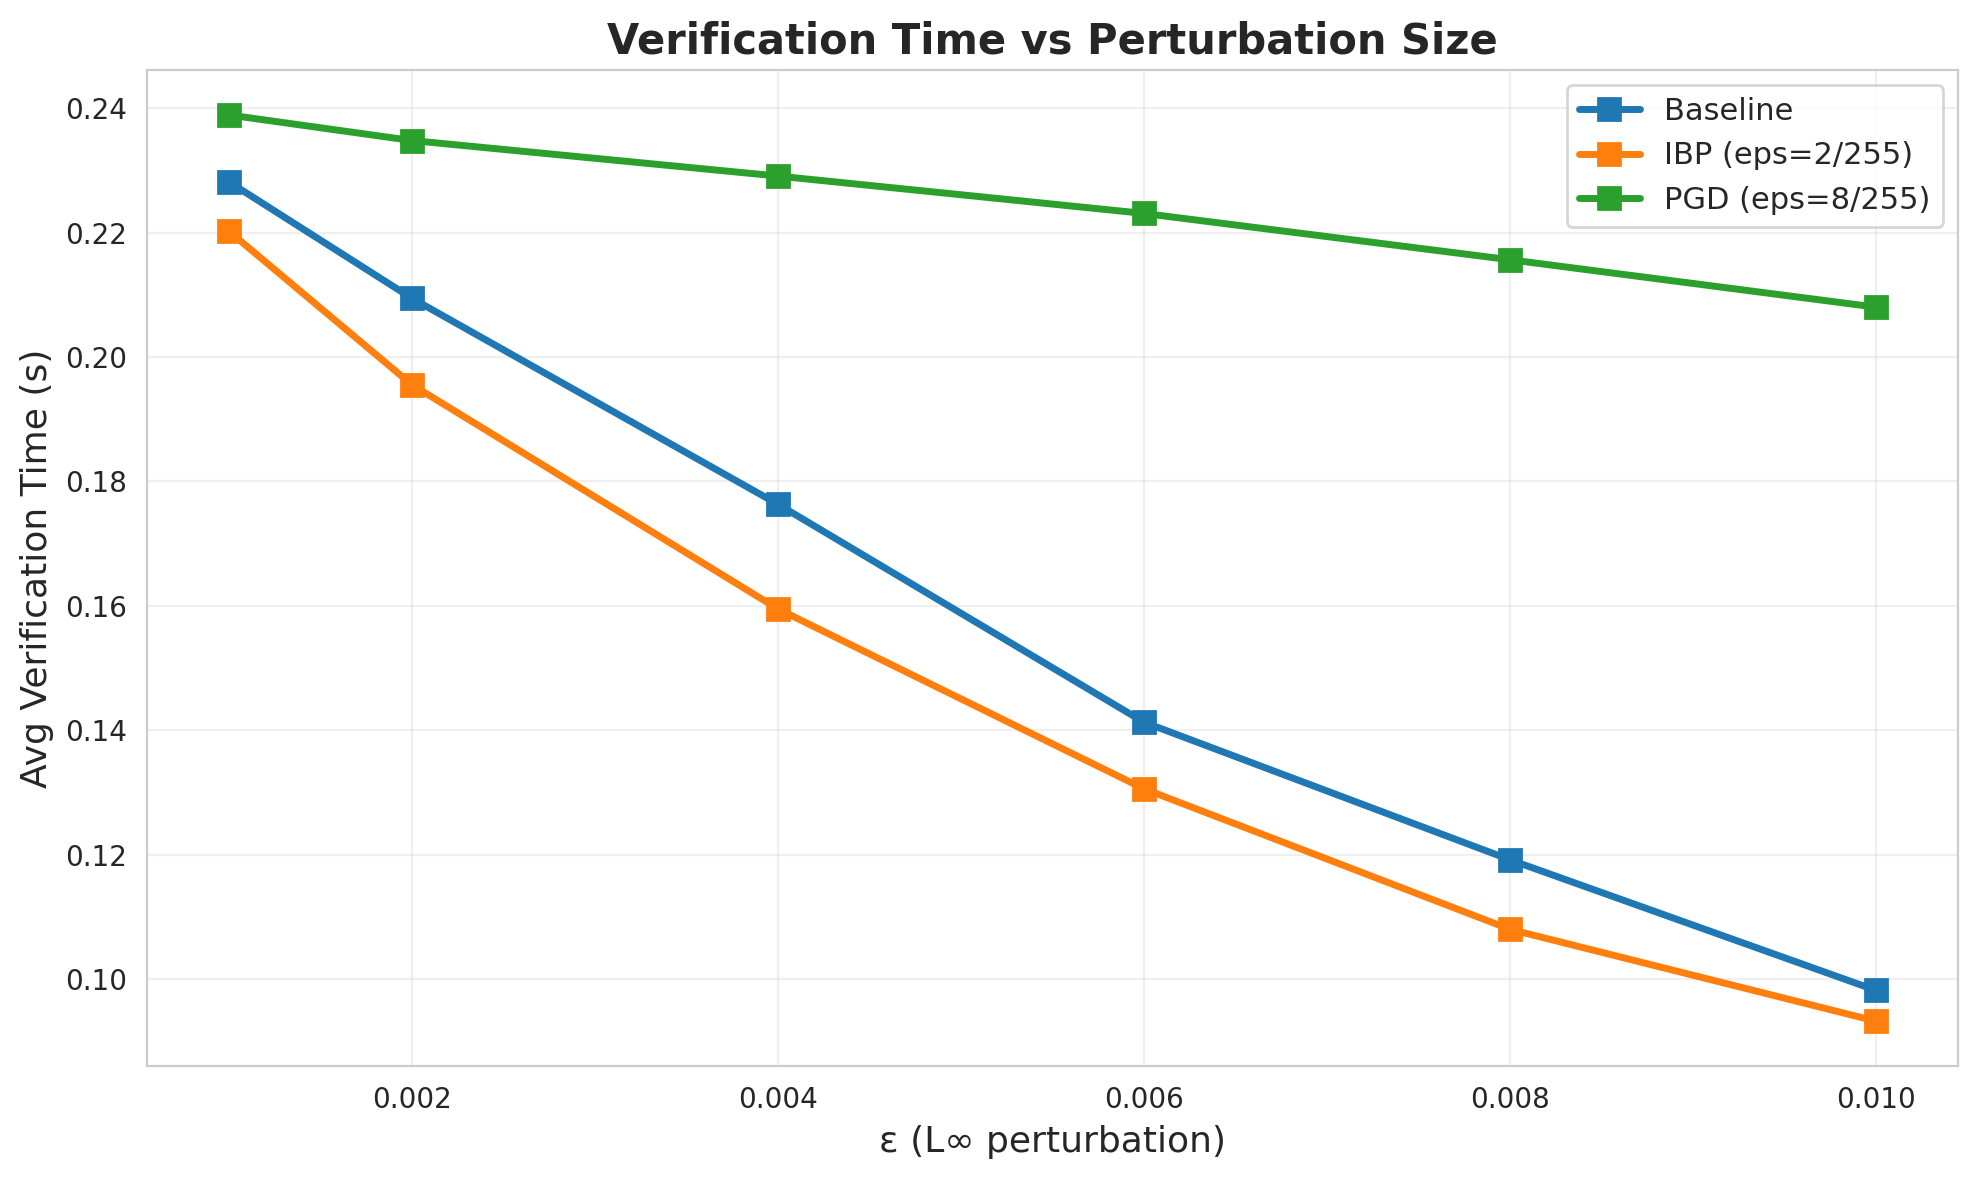 Verification Time vs Perturbation Size
Baseline
IBP (eps=2/255)
PGD (eps=8/255)
Avg Verification Time (s)
0.24
0.22
0.20
0.18
0.16
0.14
0.12
0.10
0.002
0.004
0.006
0.008
0.010
ε (L∞ perturbation)